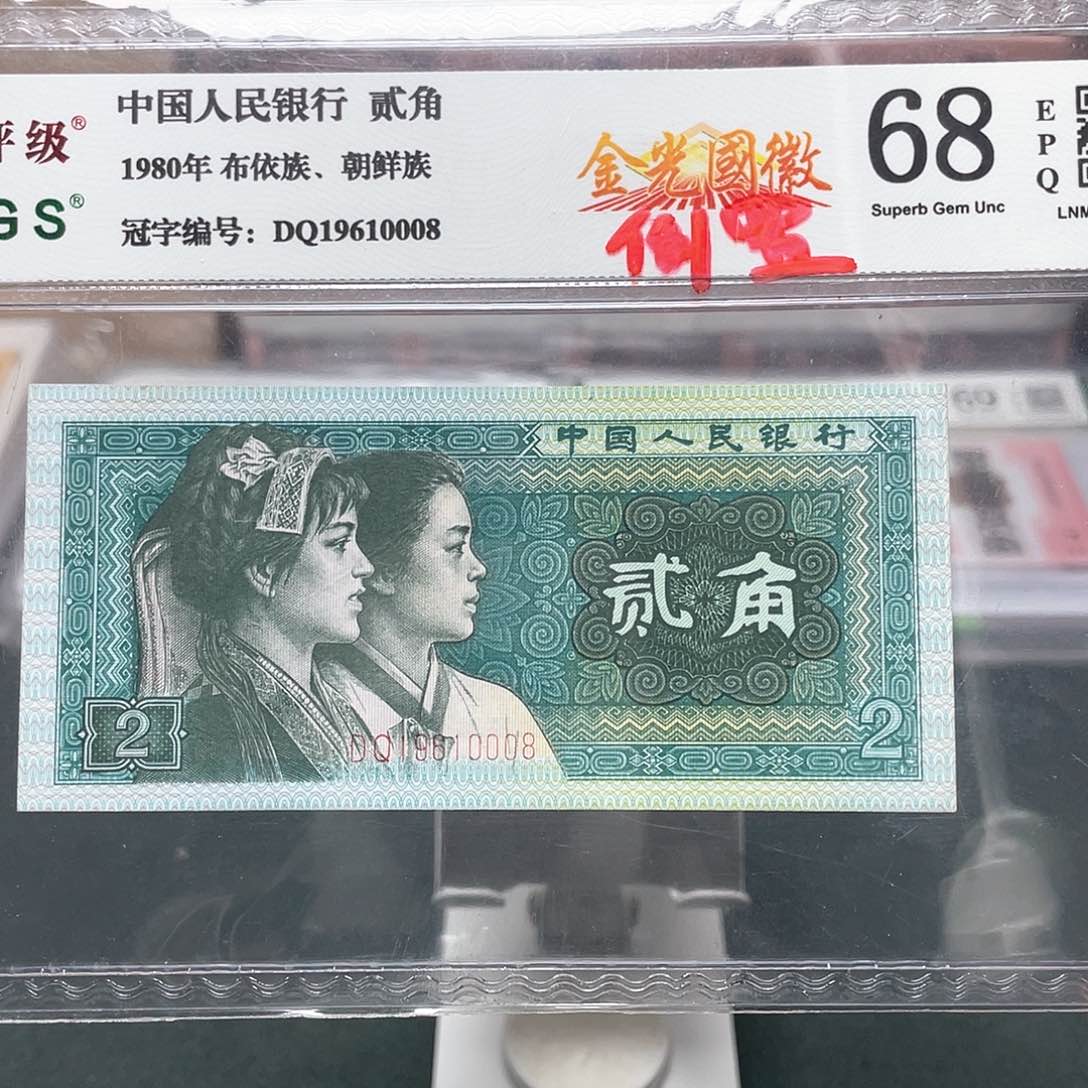 评级®
GS®
中国人民银行 贰角
1980年 布依族、朝鲜族
冠字编号：DQ19610008
金光國徽
68
Superb Gem Unc
E
P
Q
LNM
中国人民银行
贰角
2
DQ19610008
2